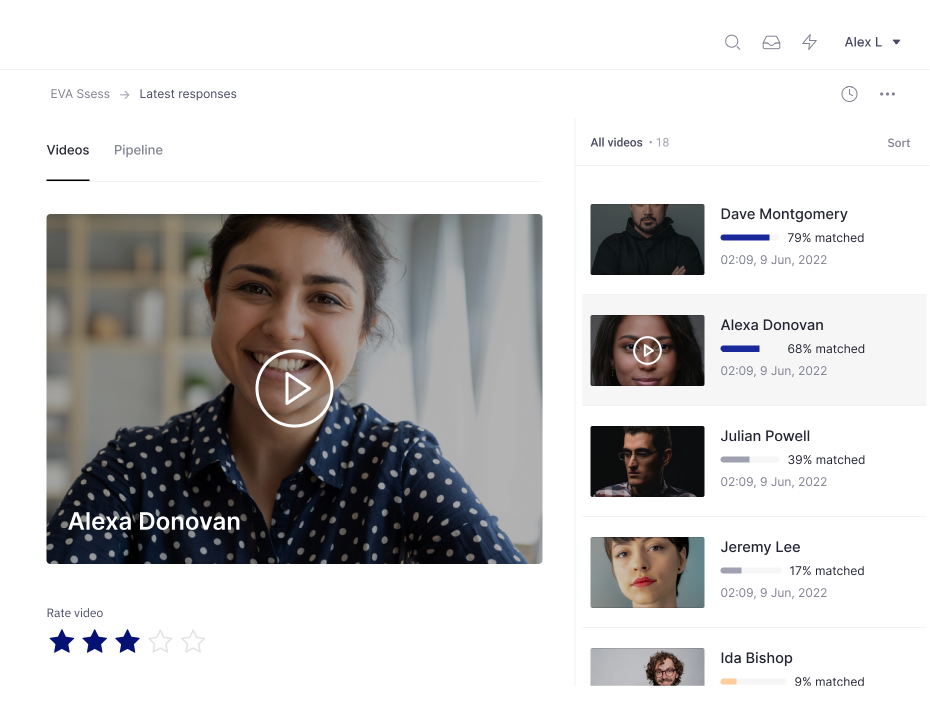 Alex L
EVA Ssess → Latest responses
Videos Pipeline
Alexa Donovan
Rate video
All videos • 18 Sort
Dave Montgomery
79% matched
02:09, 9 Jun, 2022
Alexa Donovan
68% matched
02:09, 9 Jun, 2022
Julian Powell
39% matched
02:09, 9 Jun, 2022
Jeremy Lee
17% matched
02:09, 9 Jun, 2022
Ida Bishop
9% matched